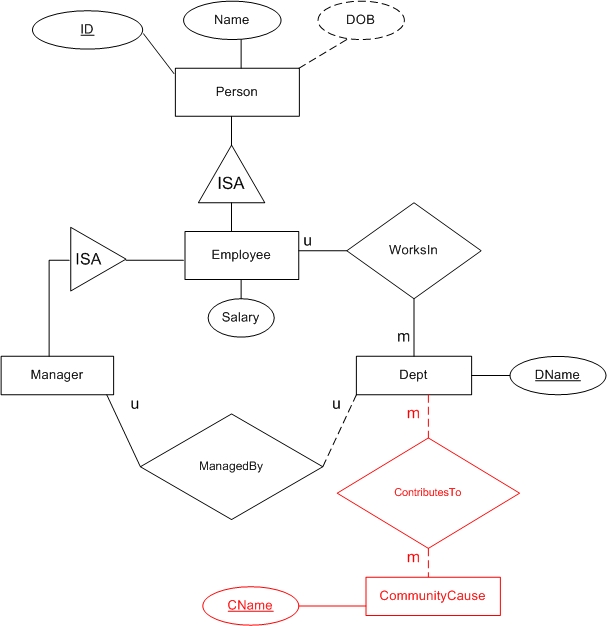 ID
Name
DOB
Person
ISA
ISA
Employee
u
WorksIn
Salary
m
Manager
Dept
DName
u
u
m
ManagedBy
ContributesTo
m
CommunityCause
CName